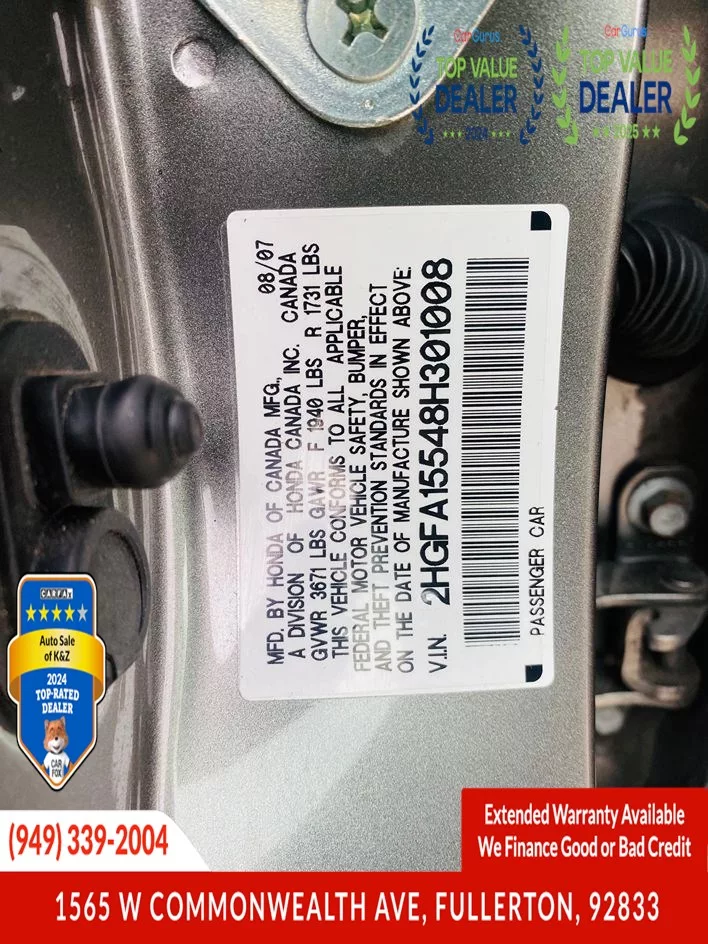 CarGurus
TOP VALUE
DEALER
★★★ 2024 ★★★
CarGurus
TOP VALUE
DEALER
★★ 2025 ★★
08/07
MFD. BY HONDA OF CANADA MFG.,
A DIVISION OF HONDA CANADA INC. CANADA
GVWR 3671 LBS GAWR F 1940 LBS R 1731 LBS
THIS VEHICLE CONFORMS TO ALL APPLICABLE
FEDERAL MOTOR VEHICLE SAFETY, BUMPER,
AND THEFT PREVENTION STANDARDS IN EFFECT
ON THE DATE OF MANUFACTURE SHOWN ABOVE.
V.I.N. 2HGFA15548H301008
PASSENGER CAR
CARFAX
Auto Sale
of K&Z
2024
TOP-RATED
DEALER
CAR
FOX
(949) 339-2004
Extended Warranty Available
We Finance Good or Bad Credit
1565 W COMMONWEALTH AVE, FULLERTON, 92833